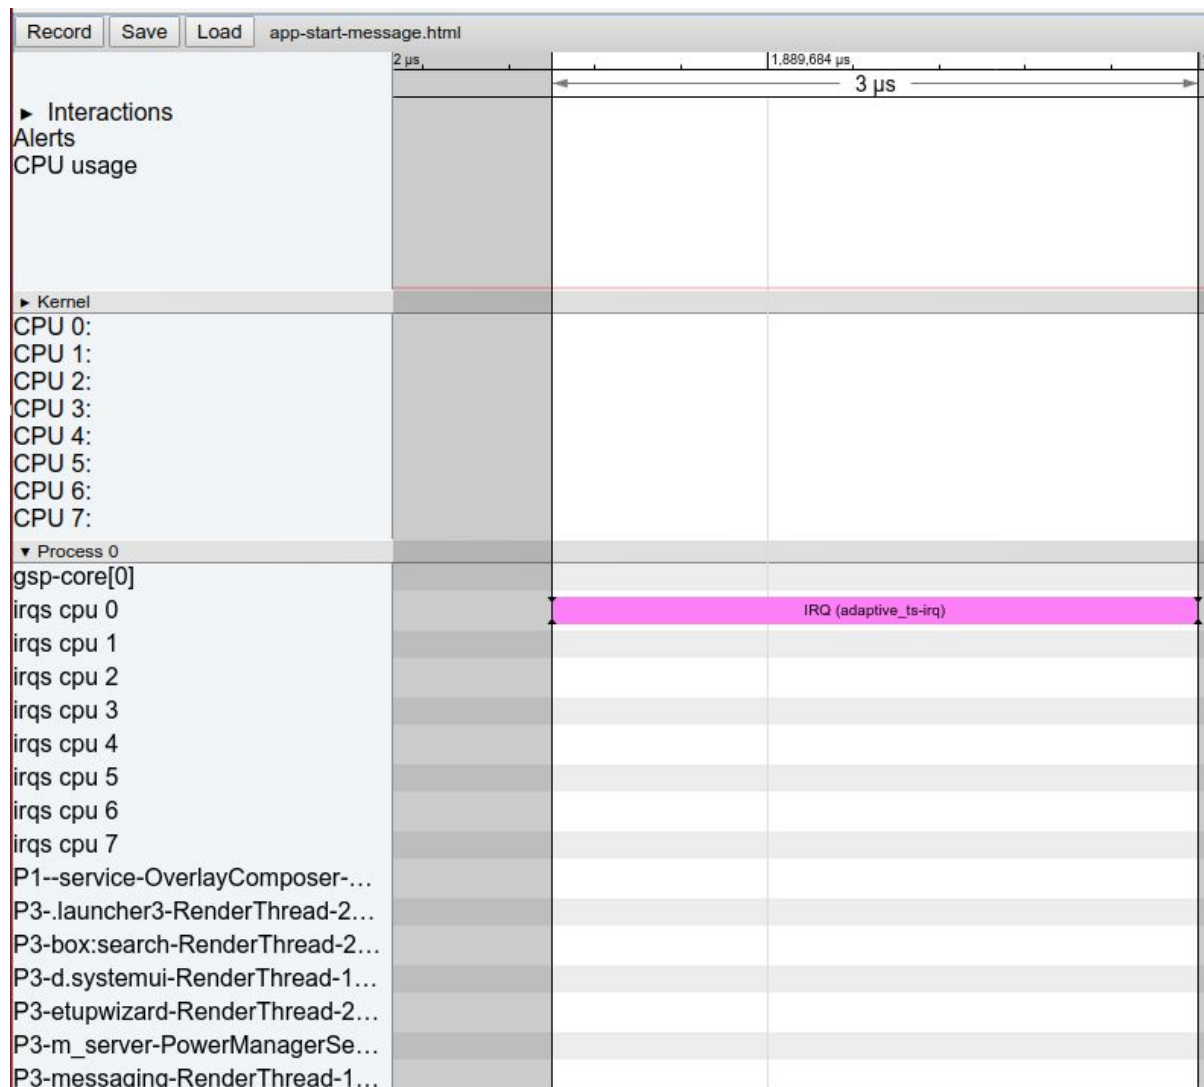 Record Save Load app-start-message.html
2 µs 1,889,684 µs
3 µs
► Interactions
Alerts
CPU usage
► Kernel
CPU 0:
CPU 1:
CPU 2:
CPU 3:
CPU 4:
CPU 5:
CPU 6:
CPU 7:
▼ Process 0
gsp-core[0]
irqs cpu 0 IRQ (adaptive_ts-irq)
irqs cpu 1
irqs cpu 2
irqs cpu 3
irqs cpu 4
irqs cpu 5
irqs cpu 6
irqs cpu 7
P1--service-OverlayComposer-...
P3-.launcher3-RenderThread-2...
P3-box:search-RenderThread-2...
P3-d.systemui-RenderThread-1...
P3-etupwizard-RenderThread-2...
P3-m_server-PowerManagerSe...
P3-messaging-RenderThread-1...